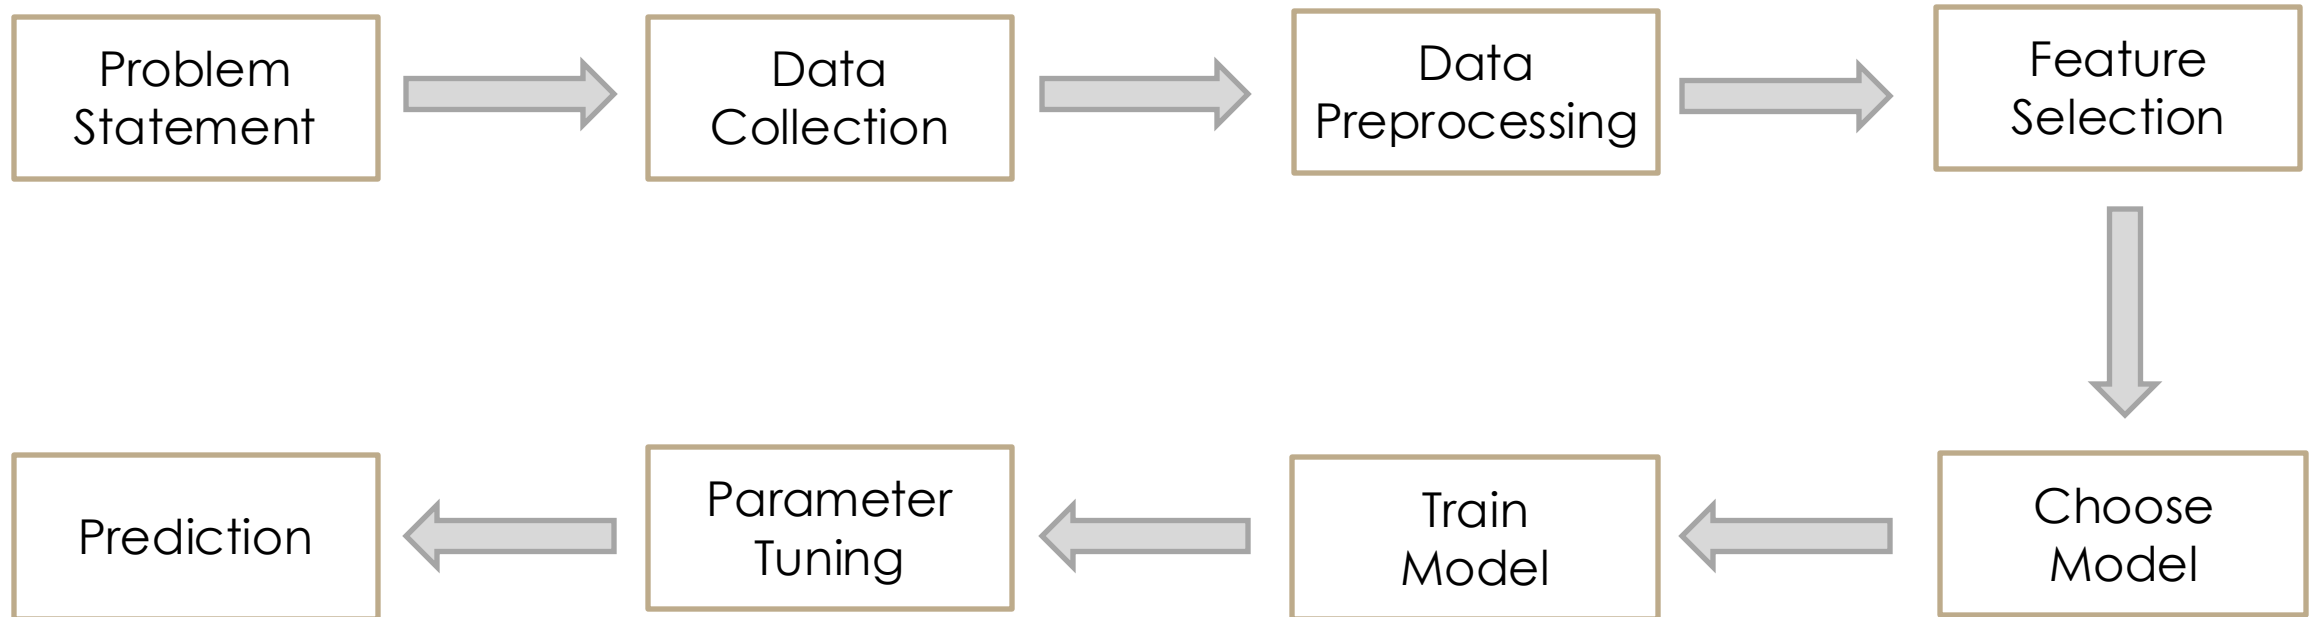 Problem
Statement
Data
Collection
Data
Preprocessing
Feature
Selection
Choose
Model
Train
Model
Parameter
Tuning
Prediction